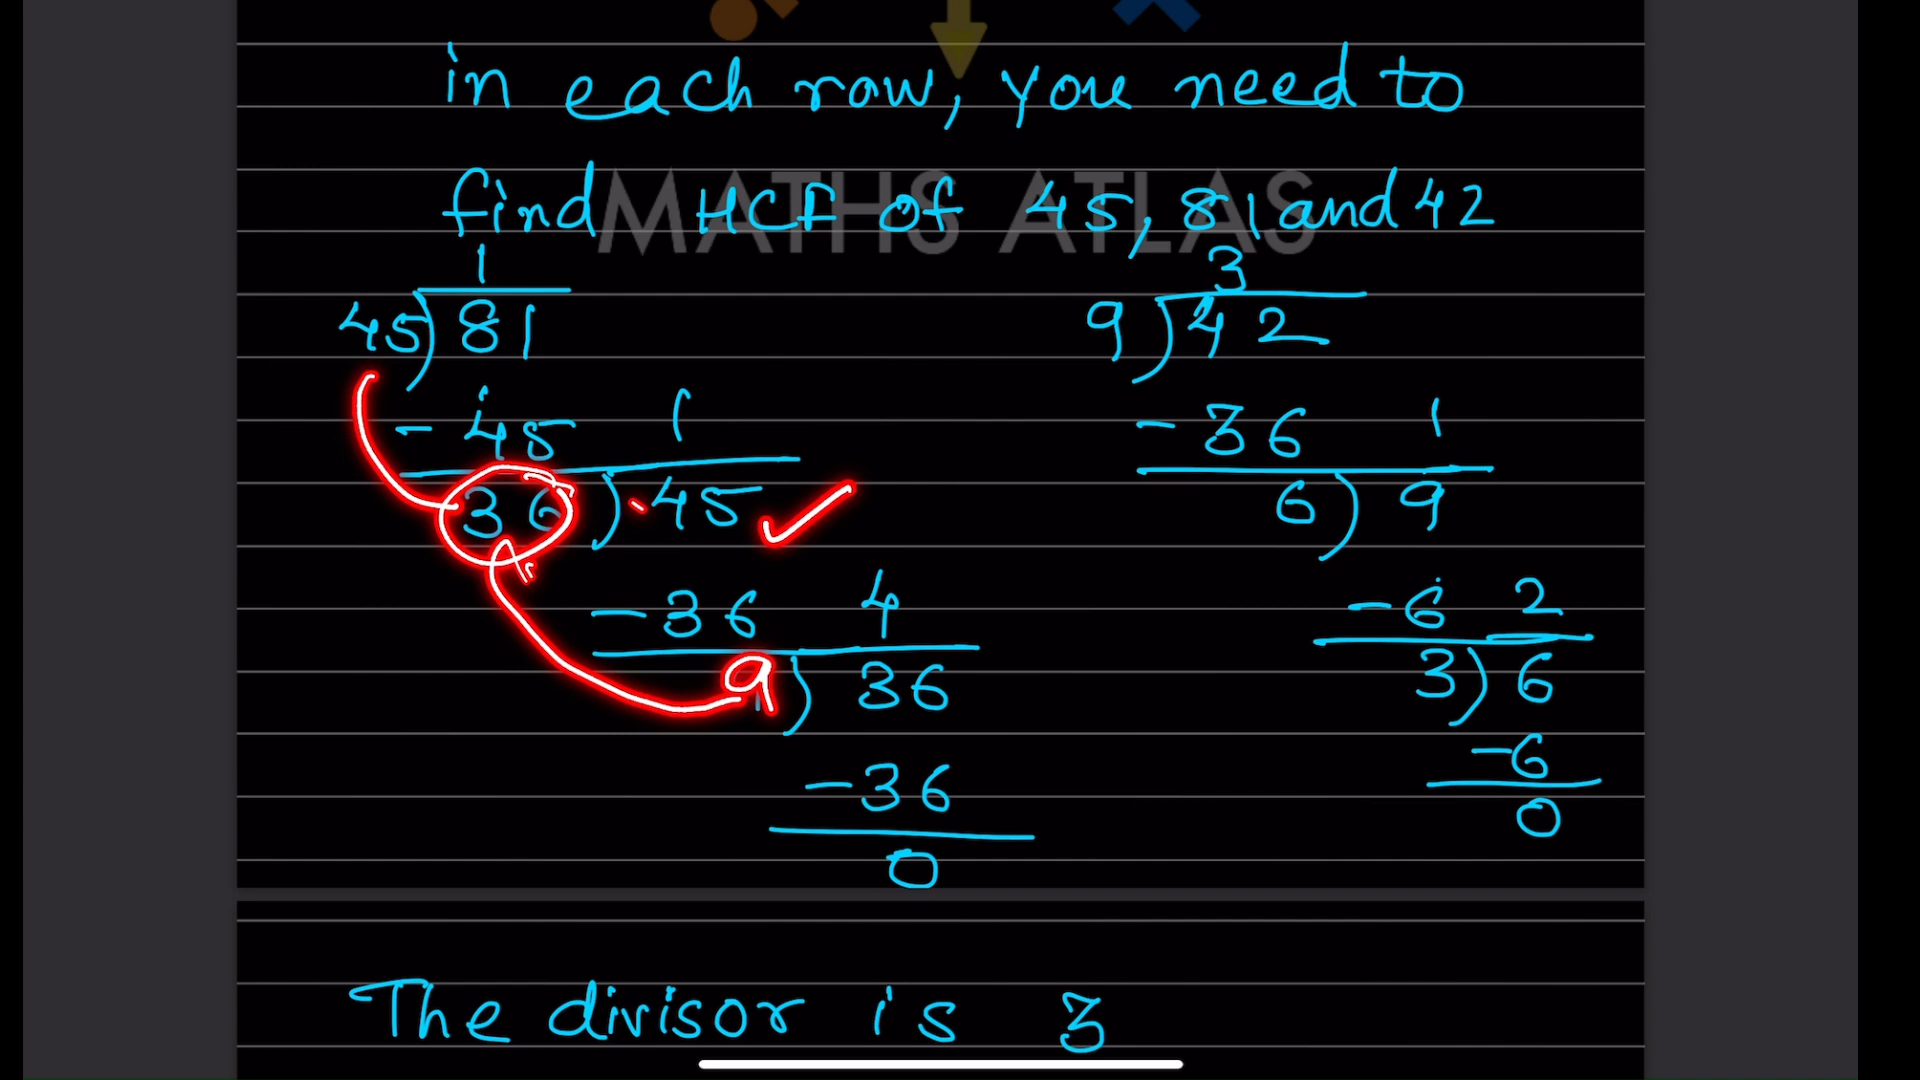 in each row, you need to
find HCF of 45, 81 and 42
MATHS ATLAS
1
45) 81
- 45 1
36 ) 45
- 36 4
9 ) 36
- 36
0
3
9) 42
- 36 1
6) 9
- 6 2
3) 6
- 6
0
The divisor is 3